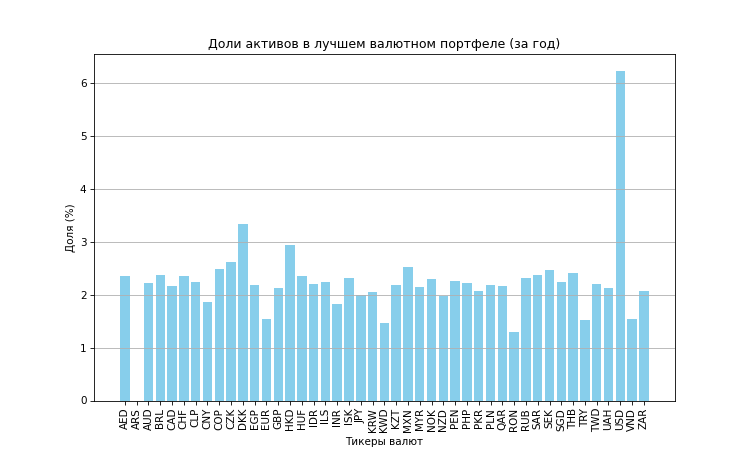 Доли активов в лучшем валютном портфеле (за год)
6
5
4
3
2
1
0
Доля (%)
AED ARS AUD BRL CAD CHF CLP CNY COP CZK DKK EGP EUR GBP HKD HUF IDR ILS INR ISK JPY KRW KWD KZT MXN MYR NOK NZD PEN PHP PKR PLN QAR RON RUB SAR SEK SGD THB TRY TWD UAH USD VND ZAR
Тикеры валют